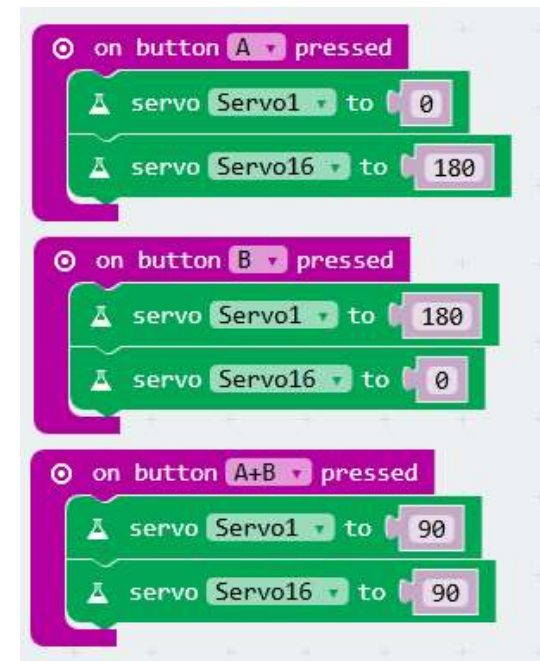 on button A pressed
servo Servo1 to 0
servo Servo16 to 180
on button B pressed
servo Servo1 to 180
servo Servo16 to 0
on button A+B pressed
servo Servo1 to 90
servo Servo16 to 90